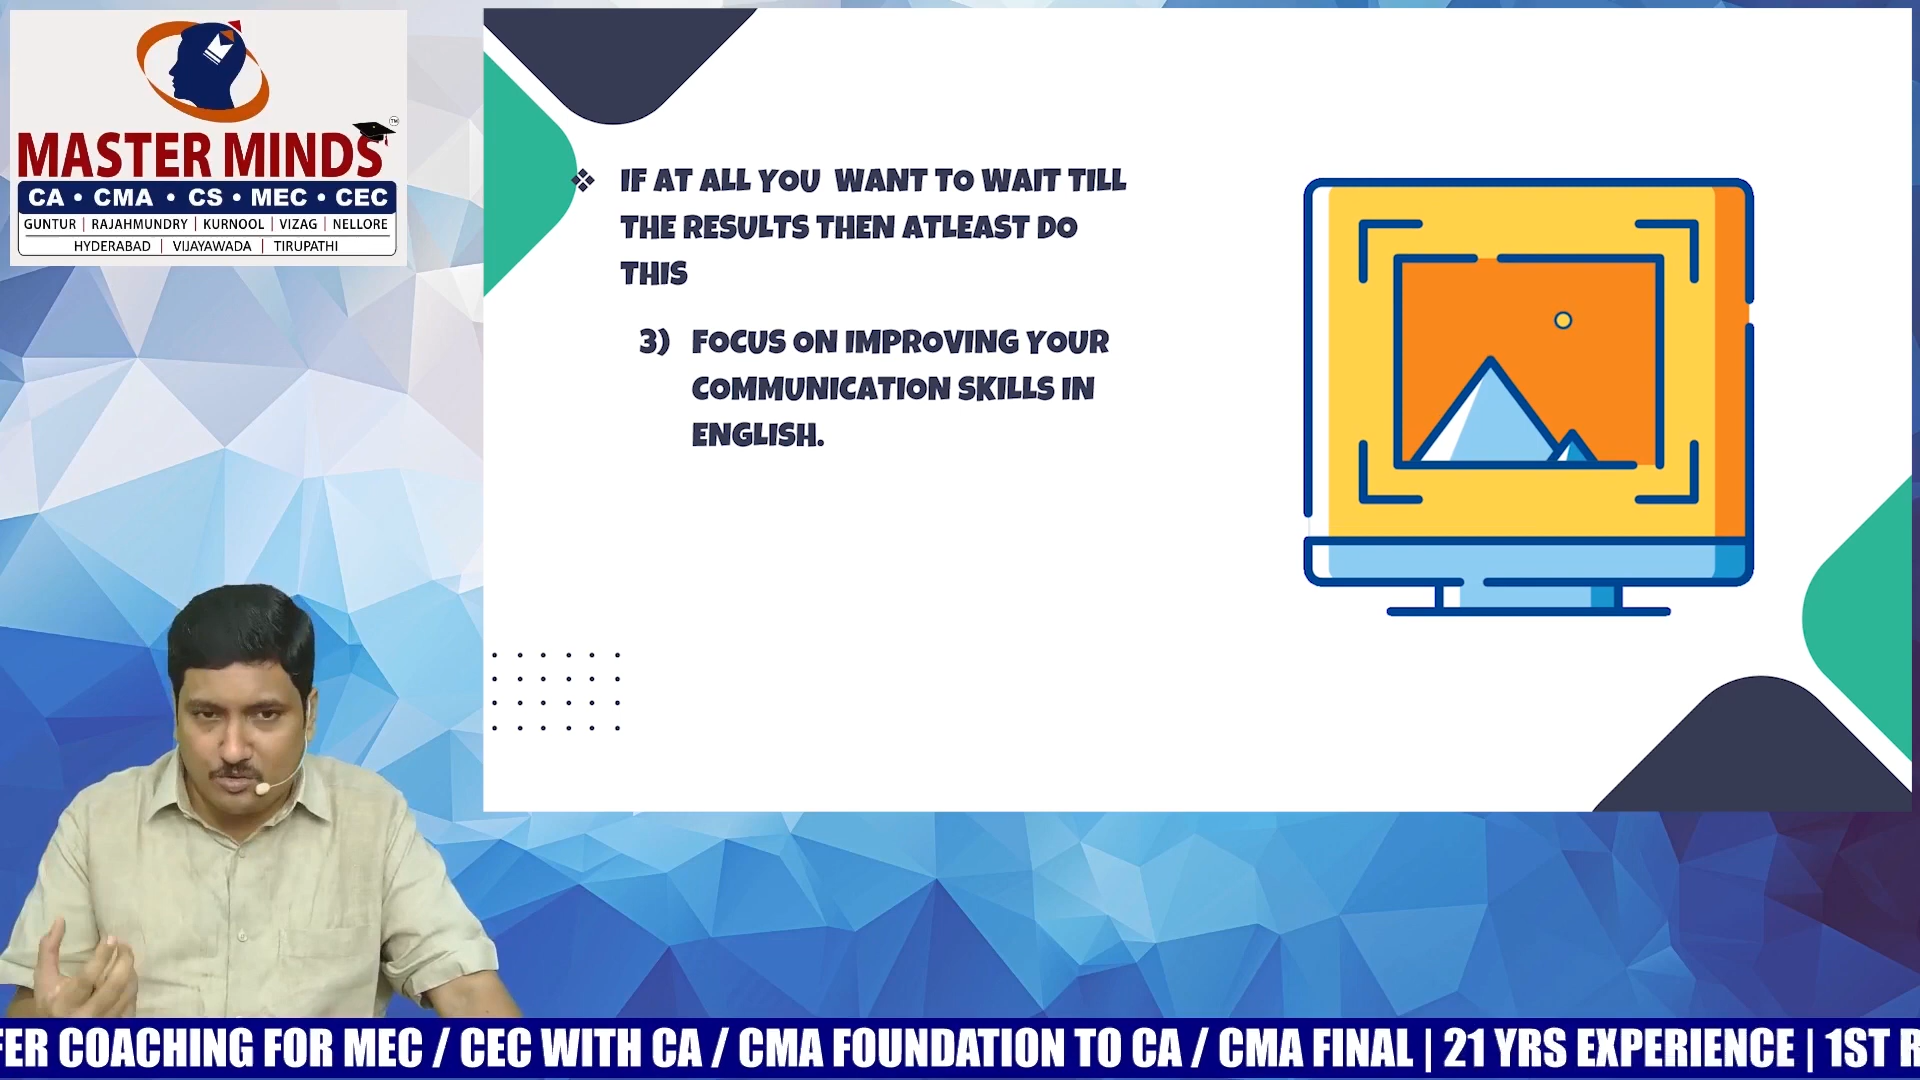 MASTER MINDS
TM
CA • CMA • CS • MEC • CEC
GUNTUR | RAJAHMUNDRY | KURNOOL | VIZAG | NELLORE
HYDERABAD | VIJAYAWADA | TIRUPATHI
❖ IF AT ALL YOU WANT TO WAIT TILL
THE RESULTS THEN ATLEAST DO
THIS
3) FOCUS ON IMPROVING YOUR
COMMUNICATION SKILLS IN
ENGLISH.
FER COACHING FOR MEC / CEC WITH CA / CMA FOUNDATION TO CA / CMA FINAL | 21 YRS EXPERIENCE | 1ST R